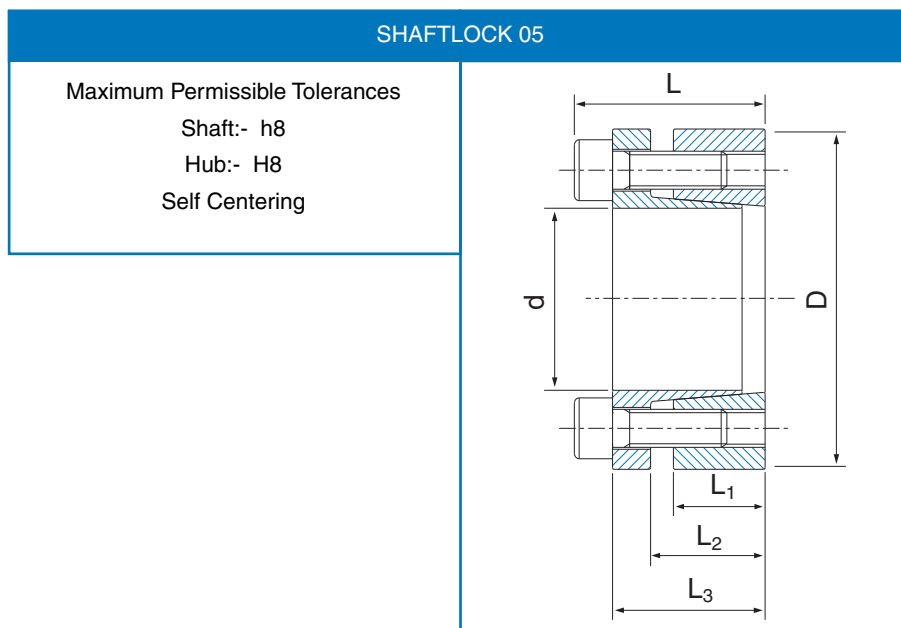 SHAFTLOCK 05
Maximum Permissible Tolerances
Shaft:- h8
Hub:- H8
Self Centering
L
d
D
L₁
L₂
L₃